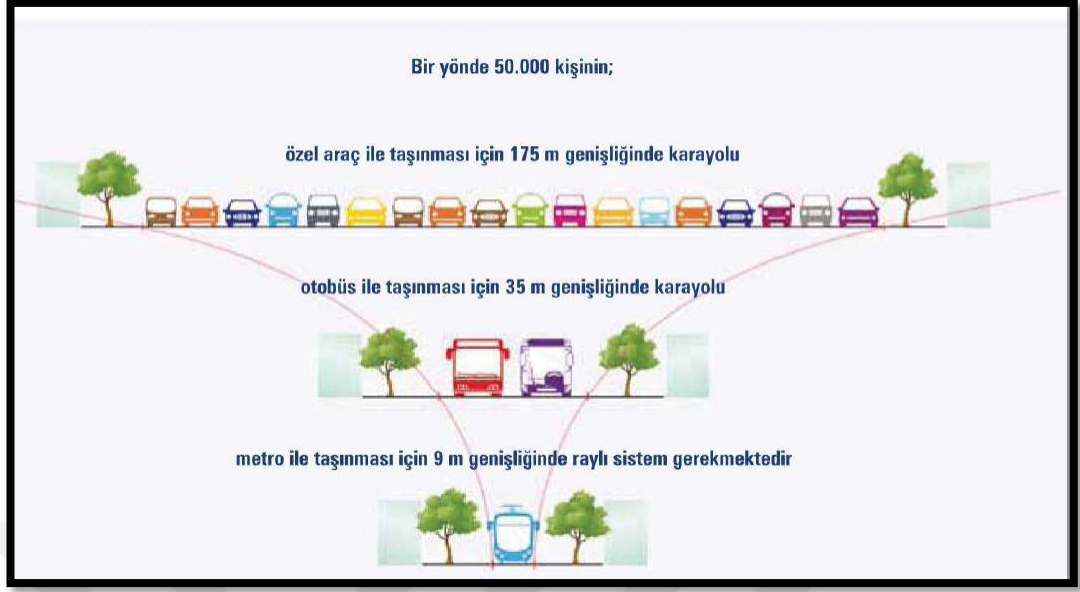 Bir yönde 50.000 kişinin;
özel araç ile taşınması için 175 m genişliğinde karayolu
otobüs ile taşınması için 35 m genişliğinde karayolu
metro ile taşınması için 9 m genişliğinde raylı sistem gerekmektedir